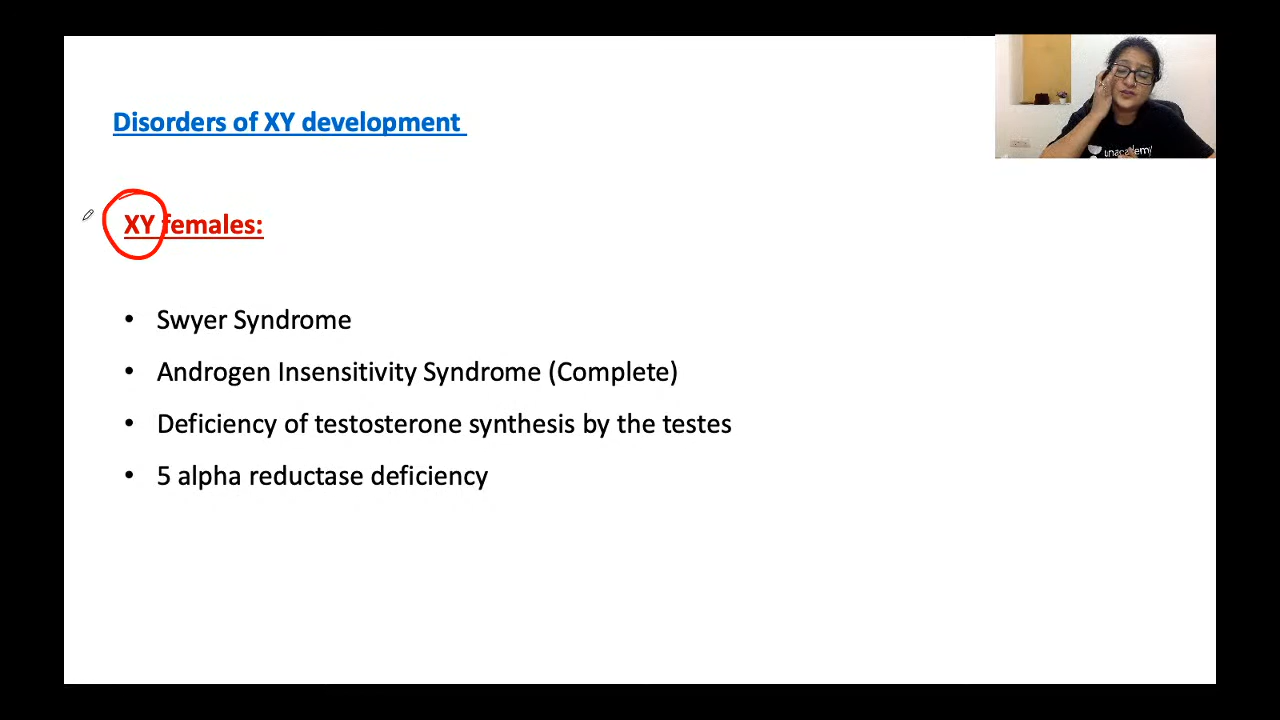 Disorders of XY development
XY females:
• Swyer Syndrome
• Androgen Insensitivity Syndrome (Complete)
• Deficiency of testosterone synthesis by the testes
• 5 alpha reductase deficiency
unacademy